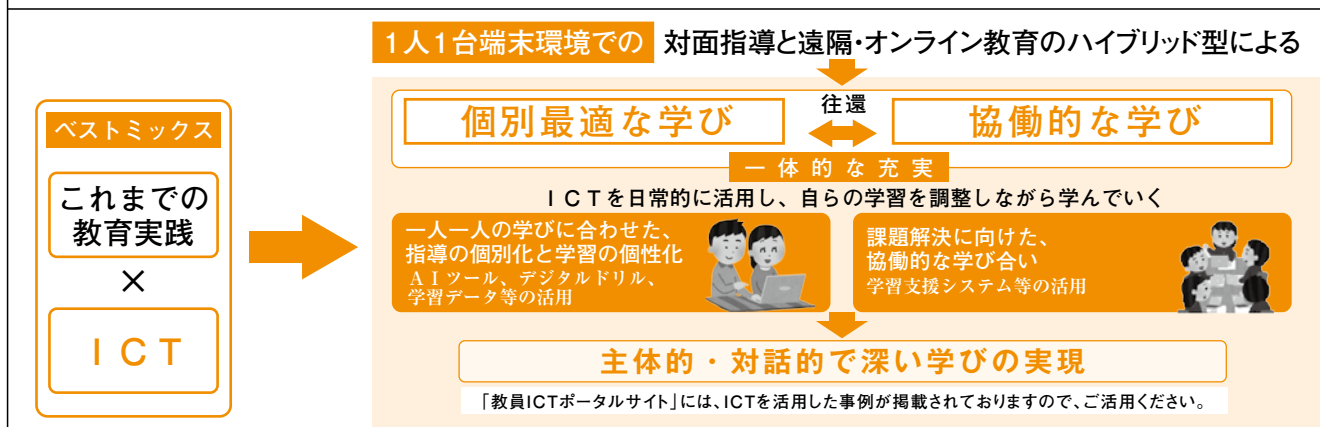 1人1台端末環境での 対面指導と遠隔・オンライン教育のハイブリッド型による
ベストミックス
これまでの
教育実践
×
ICT
個別最適な学び
往還
協働的な学び
一体的な充実
ICTを日常的に活用し、自らの学習を調整しながら学んでいく
一人一人の学びに合わせた、
指導の個別化と学習の個性化
AIツール、デジタルドリル、
学習データ等の活用
課題解決に向けた、
協働的な学び合い
学習支援システム等の活用
主体的・対話的で深い学びの実現
「教員ICTポータルサイト」には、ICTを活用した事例が掲載されておりますので、ご活用ください。